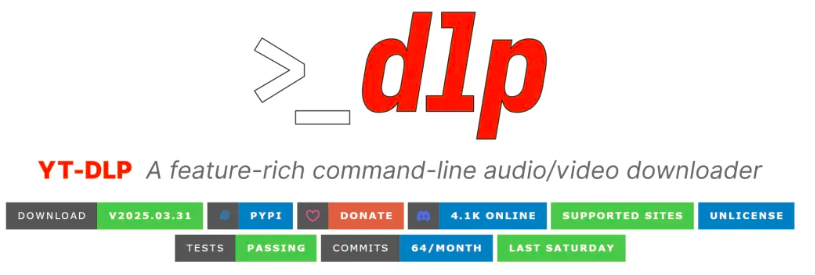 >_dlp
YT-DLP A feature-rich command-line audio/video downloader
DOWNLOAD V2025.03.31 PYPI DONATE 4.1K ONLINE SUPPORTED SITES UNLICENSE
TESTS PASSING COMMITS 64/MONTH LAST SATURDAY